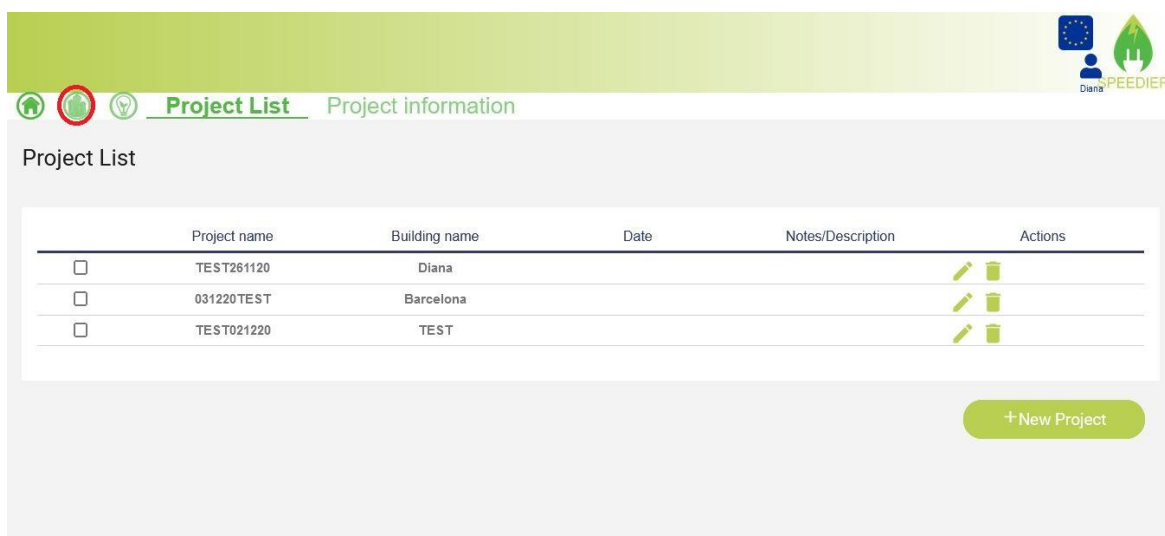 Diana
SPEEDIER
Project List Project information
Project List
Project name Building name Date Notes/Description Actions
TEST261120 Diana
031220TEST Barcelona
TEST021220 TEST
+New Project